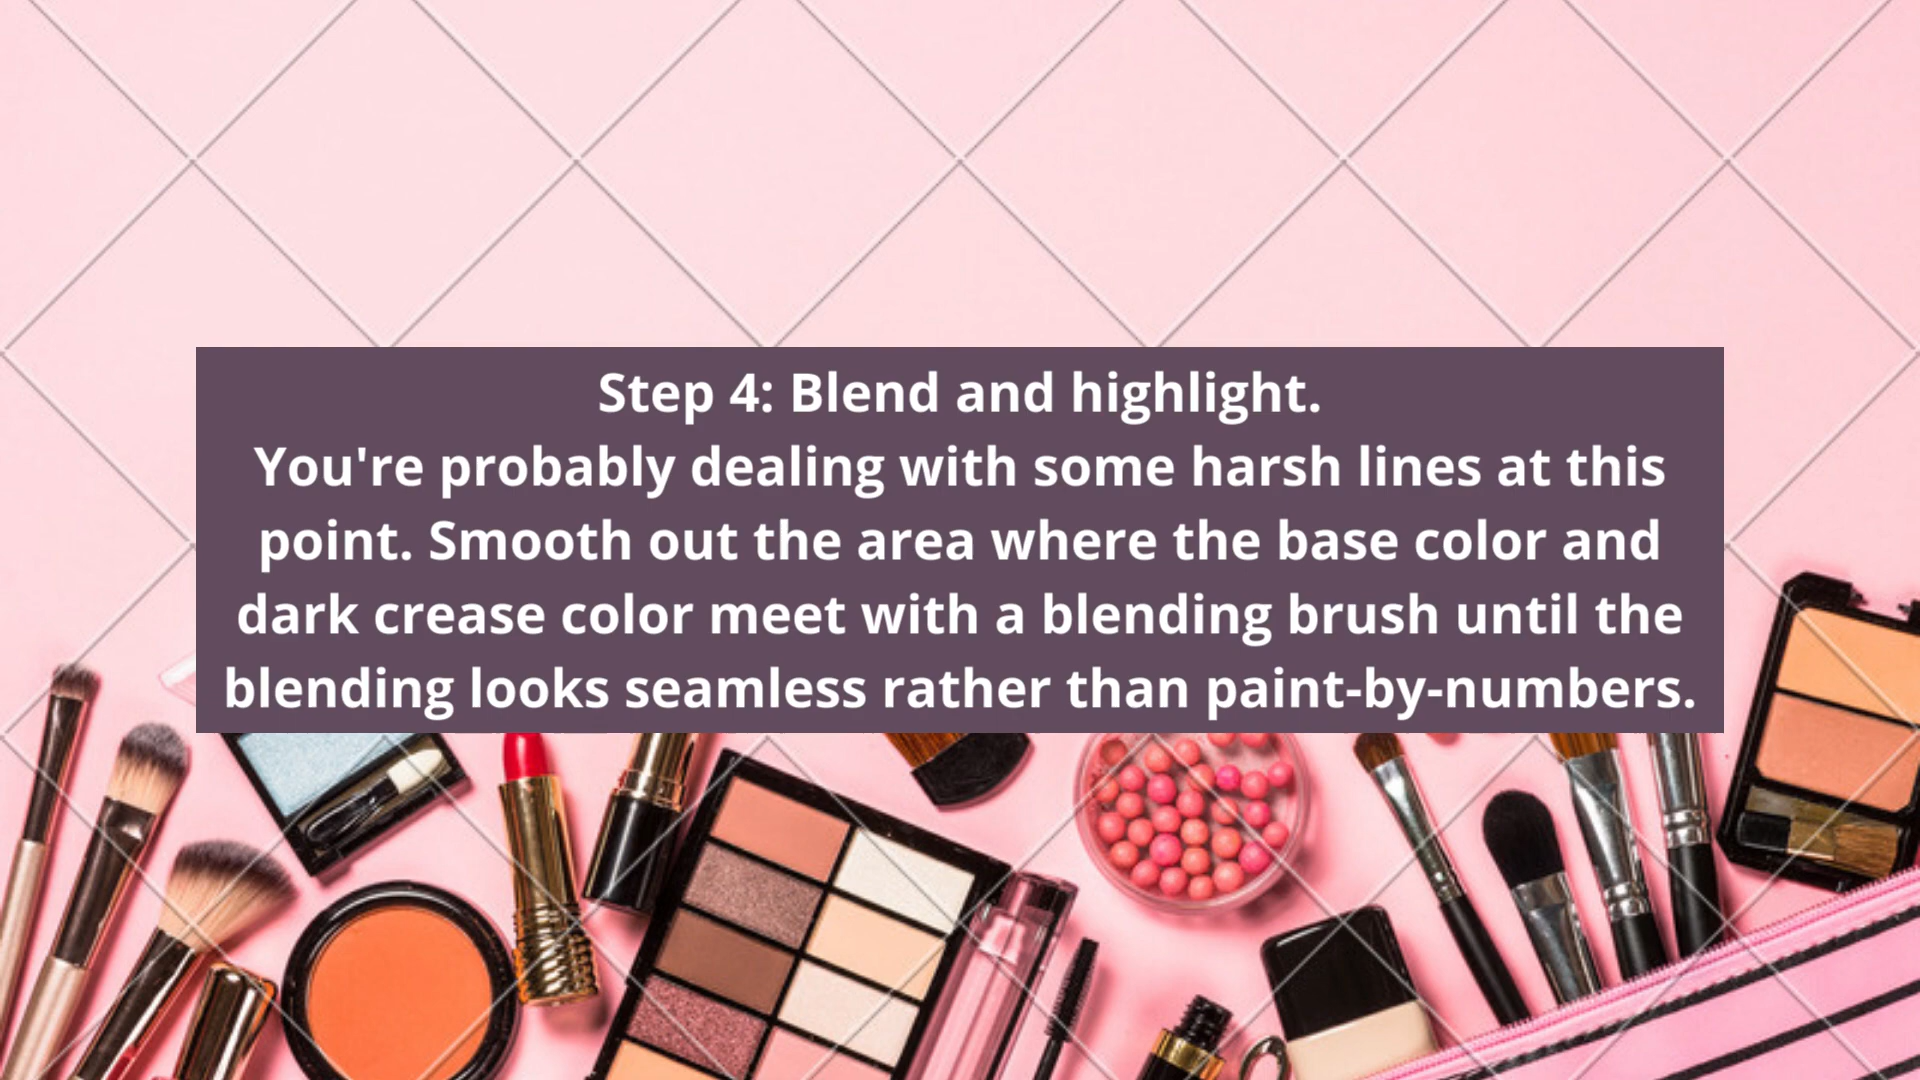 Step 4: Blend and highlight.
You're probably dealing with some harsh lines at this
point. Smooth out the area where the base color and
dark crease color meet with a blending brush until the
blending looks seamless rather than paint-by-numbers.